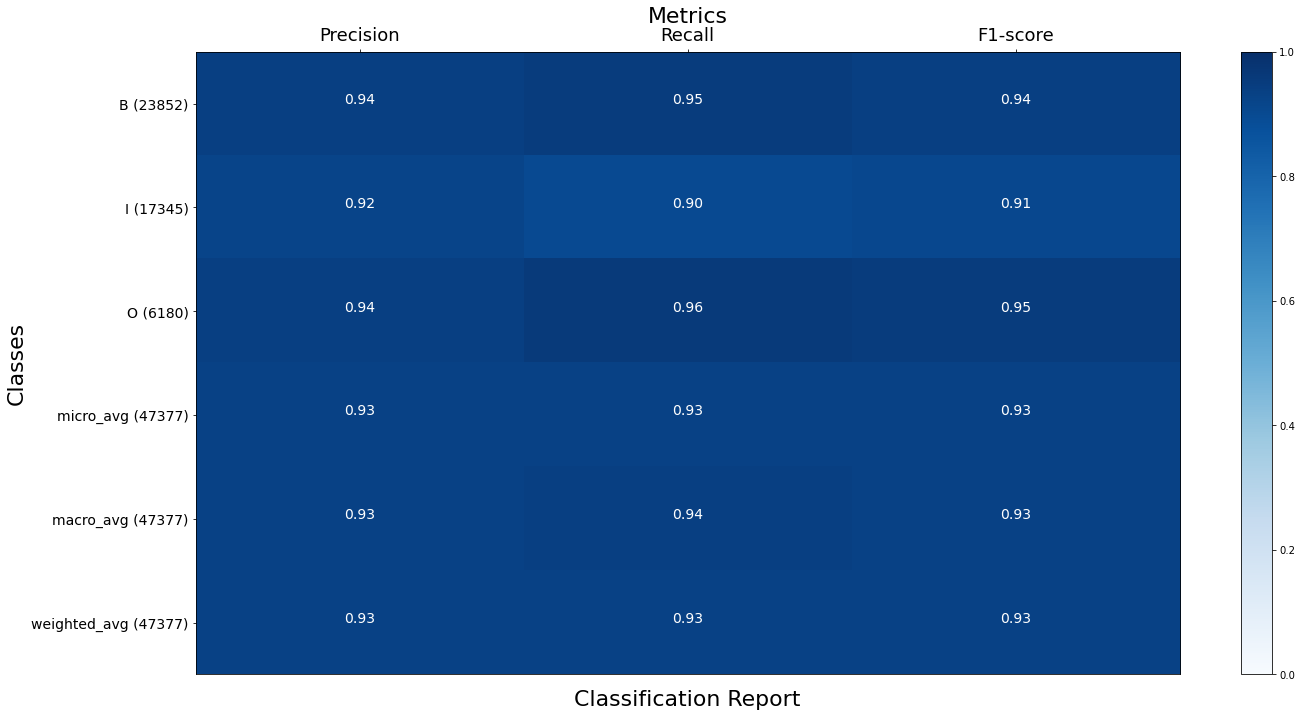 Metrics
Precision Recall F1-score
B (23852) 0.94 0.95 0.94
I (17345) 0.92 0.90 0.91
O (6180) 0.94 0.96 0.95
micro_avg (47377) 0.93 0.93 0.93
macro_avg (47377) 0.93 0.94 0.93
weighted_avg (47377) 0.93 0.93 0.93
Classes
Classification Report
1.0
0.8
0.6
0.4
0.2
0.0